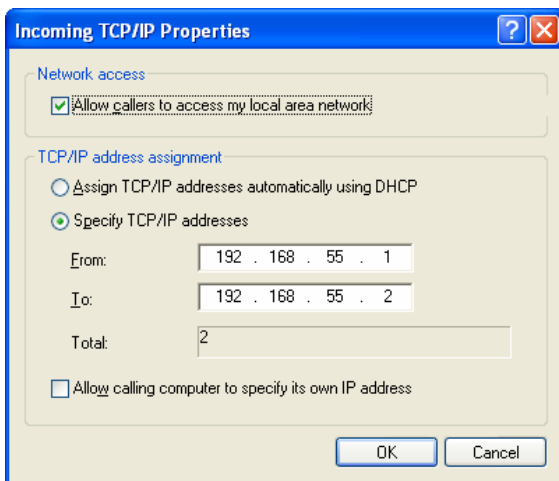 Incoming TCP/IP Properties
Network access
Allow callers to access my local area network
TCP/IP address assignment
Assign TCP/IP addresses automatically using DHCP
Specify TCP/IP addresses
From: 192 . 168 . 55 . 1
To: 192 . 168 . 55 . 2
Total: 2
Allow calling computer to specify its own IP address
OK Cancel